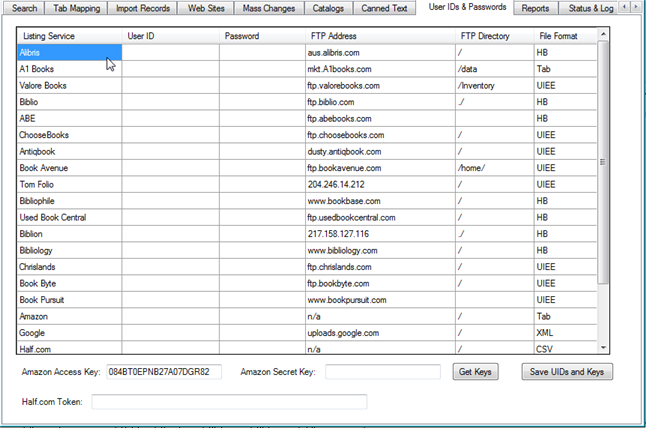 Search Tab Mapping Import Records Web Sites Mass Changes Catalogs Canned Text User IDs & Passwords Reports Status & Log
Listing Service User ID Password FTP Address FTP Directory File Format
Alibris aus.alibris.com / HB
A1 Books mkt.A1books.com /data Tab
Valore Books ftp.valorebooks.com /Inventory UIEE
Biblio ftp.biblio.com ./ HB
ABE ftp.abebooks.com HB
ChooseBooks ftp.choosebooks.com / UIEE
Antiqbook dusty.antiqbook.com / UIEE
Book Avenue ftp.bookavenue.com /home/ UIEE
Tom Folio 204.246.14.212 / UIEE
Bibliophile www.bookbase.com / HB
Used Book Central ftp.usedbookcentral.com / HB
Biblion 217.158.127.116 ./ HB
Bibliology www.bibliology.com / HB
Chrislands ftp.chrislands.com / UIEE
Book Byte ftp.bookbyte.com / UIEE
Book Pursuit www.bookpursuit.com UIEE
Amazon n/a / Tab
Google uploads.google.com / XML
Half.com n/a / CSV
Amazon Access Key: 084BT0EPNB27A07DGR82 Amazon Secret Key: Get Keys Save UIDs and Keys
Half.com Token: